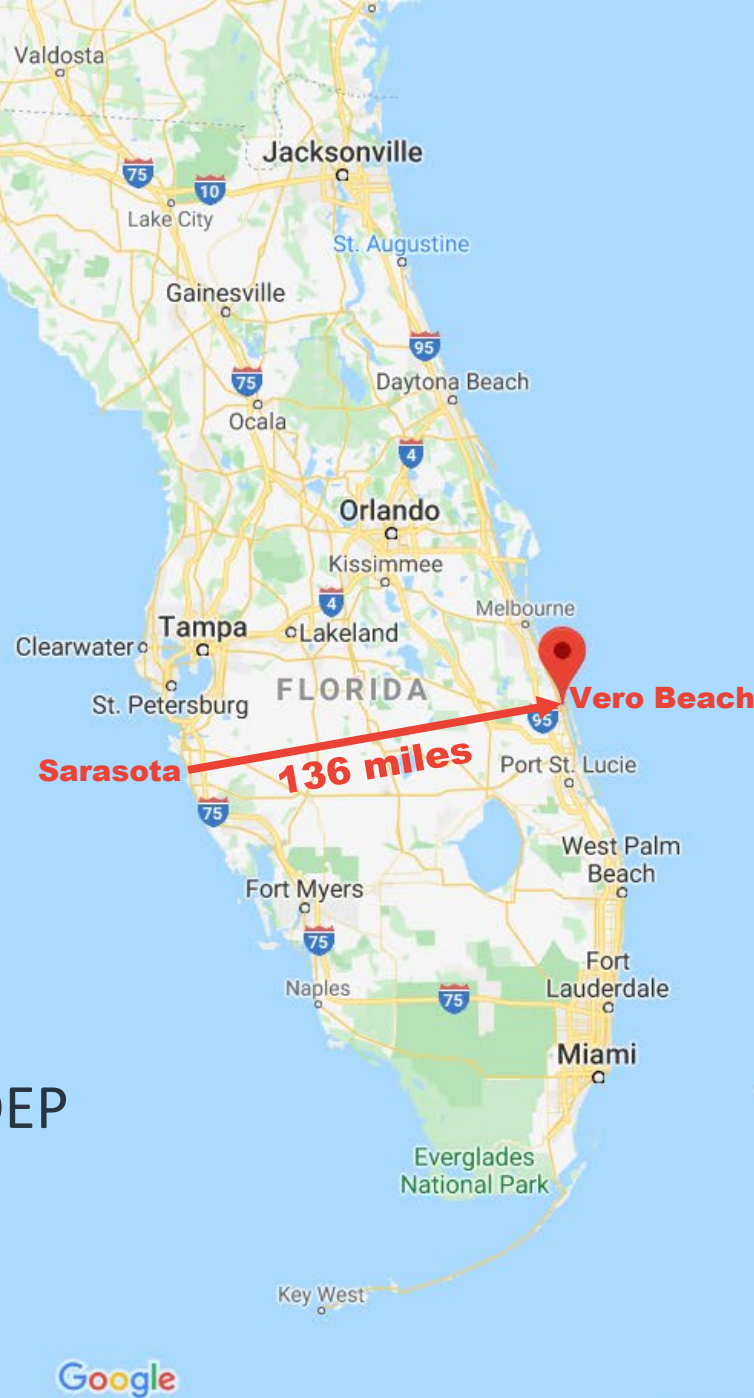 Valdosta
Jacksonville
75
10
Lake City
St. Augustine
Gainesville
95
75
Daytona Beach
Ocala
4
Orlando
Kissimmee
4
Melbourne
Tampa
Lakeland
Clearwater
FLORIDA
St. Petersburg
Vero Beach
95
Sarasota
136 miles
Port St. Lucie
75
West Palm
Beach
Fort Myers
75
Fort
Lauderdale
Naples
75
Miami
DEP
Everglades
National Park
Key West
Google